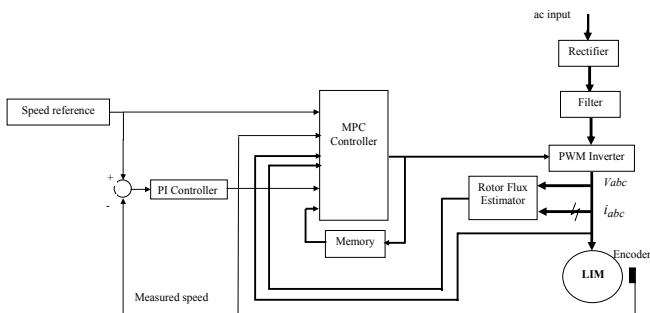 ac input
Rectifier
Filter
Speed reference
MPC
Controller
PWM Inverter
Vabc
+
-
PI Controller
Rotor Flux
Estimator
iabc
Memory
Encoder
LIM
Measured speed